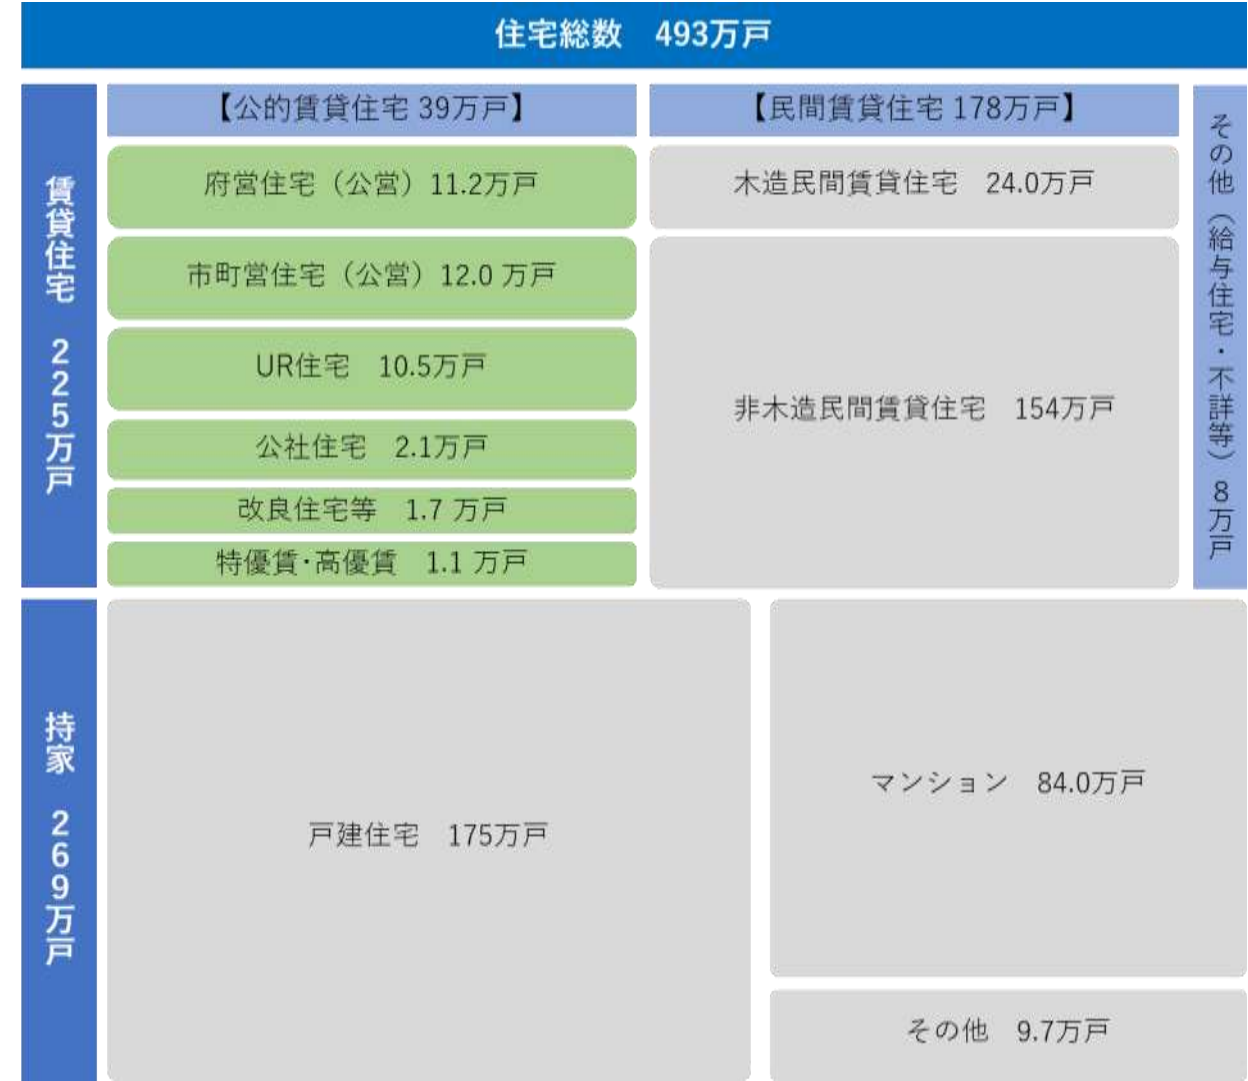 住宅総数　493万戸
賃貸住宅　225万戸
【公的賃貸住宅 39万戸】
府営住宅（公営）11.2万戸
市町営住宅（公営）12.0 万戸
UR住宅　10.5万戸
公社住宅　2.1万戸
改良住宅等　1.7 万戸
特優賃･高優賃　1.1 万戸
【民間賃貸住宅 178万戸】
木造民間賃貸住宅　24.0万戸
非木造民間賃貸住宅　154万戸
その他（給与住宅・不詳等）8万戸
持家　269万戸
戸建住宅　175万戸
マンション　84.0万戸
その他　9.7万戸